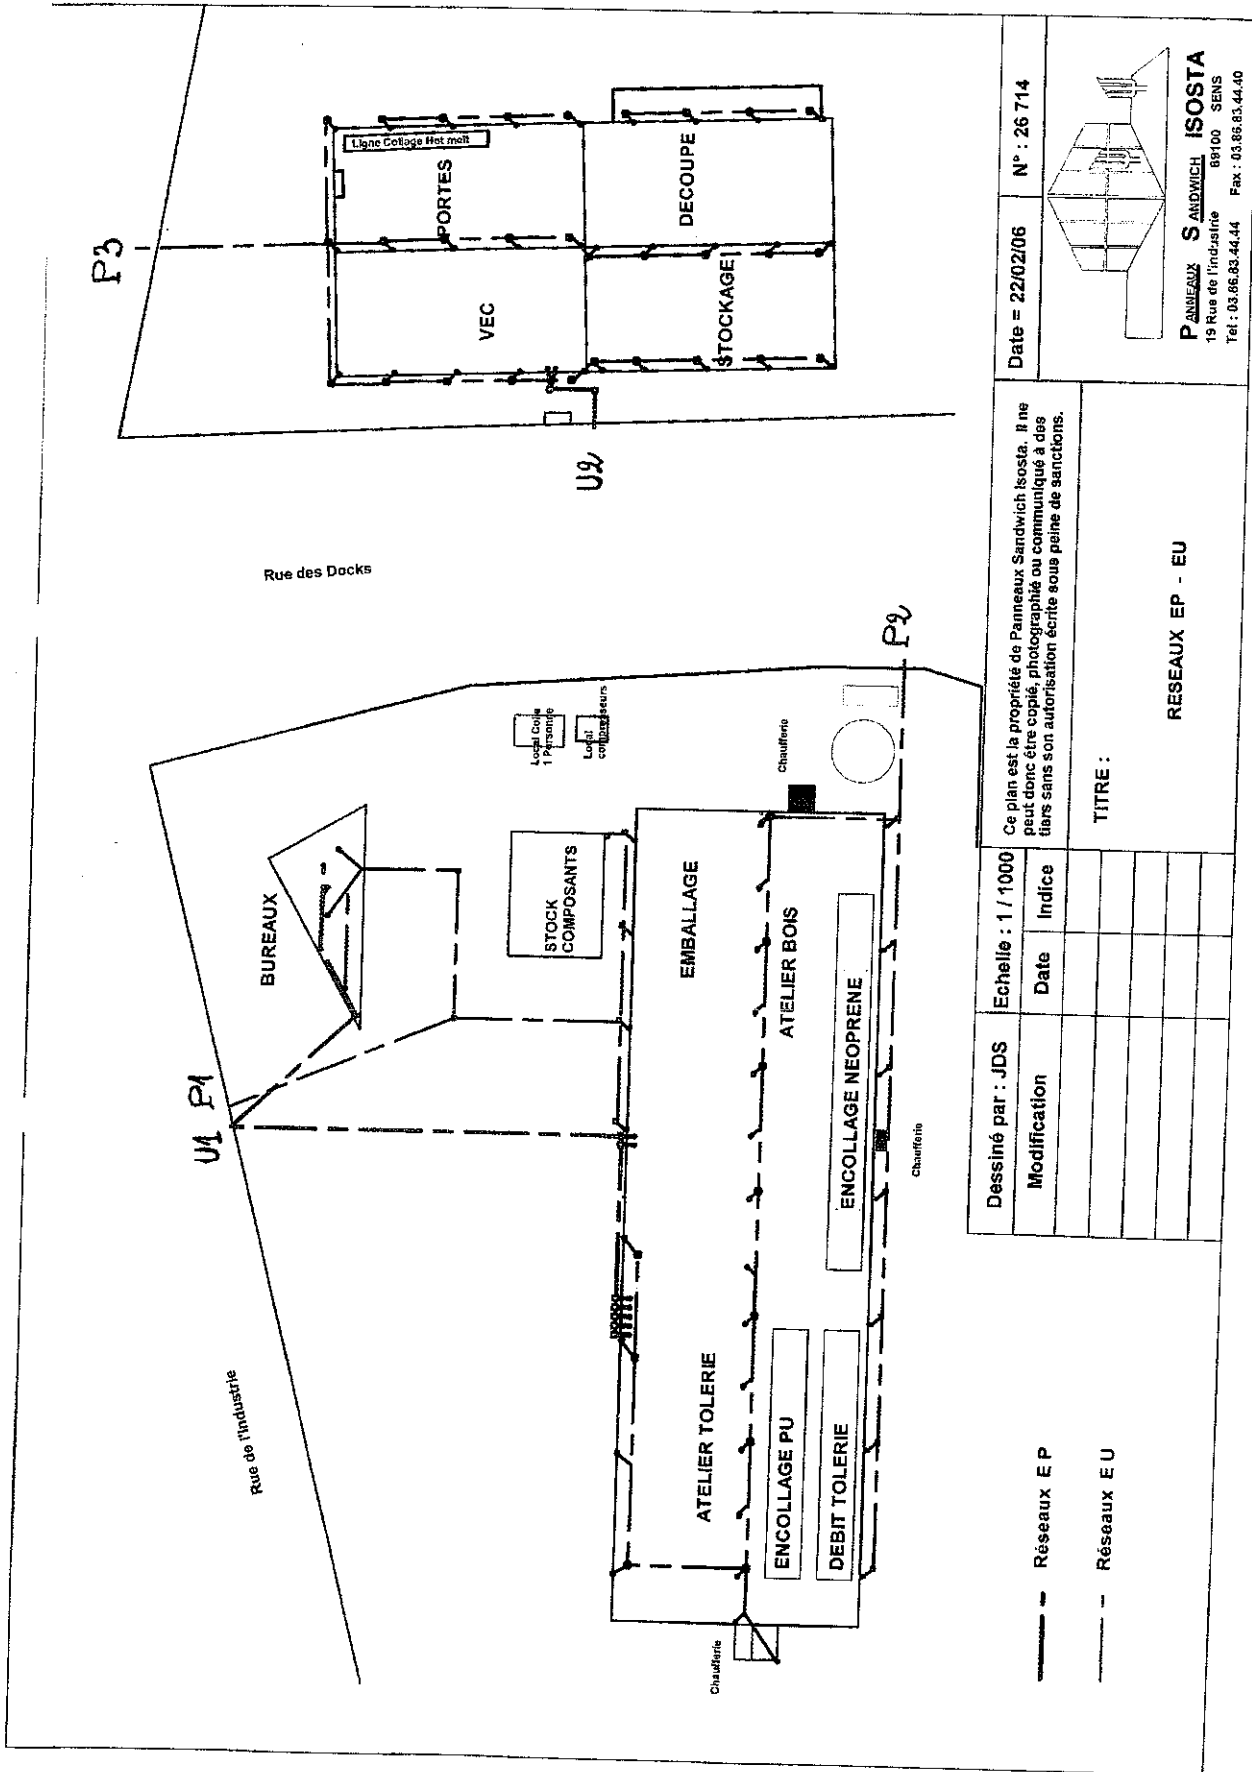 P3
Ligne Collage Hot melt
PORTES
VEC
DECOUPE
STOCKAGE
U2
Rue des Docks
P2
U1 P1
Rue de l'Industrie
BUREAUX
Local Colle
1 Personne
Local
compresseurs
Chaufferie
STOCK
COMPOSANTS
EMBALLAGE
ATELIER BOIS
ENCOLLAGE NEOPRENE
Chaufferie
ATELIER TOLERIE
ENCOLLAGE PU
DEBIT TOLERIE
Chaufferie
Réseaux E P
Réseaux E U
Dessiné par : JDS
Echelle : 1 / 1000
Modification
Date
Indice
Ce plan est la propriété de Panneaux Sandwich Isosta. Il ne
peut donc être copié, photographié ou communiqué à des
tiers sans son autorisation écrite sous peine de sanctions.
TITRE :
RESEAUX EP - EU
Date = 22/02/06
N° : 26 714
PANNEAUX SANDWICH ISOSTA
19 Rue de l'industrie 89100 SENS
Tel : 03.86.83.44.44 Fax : 03.86.83.44.40